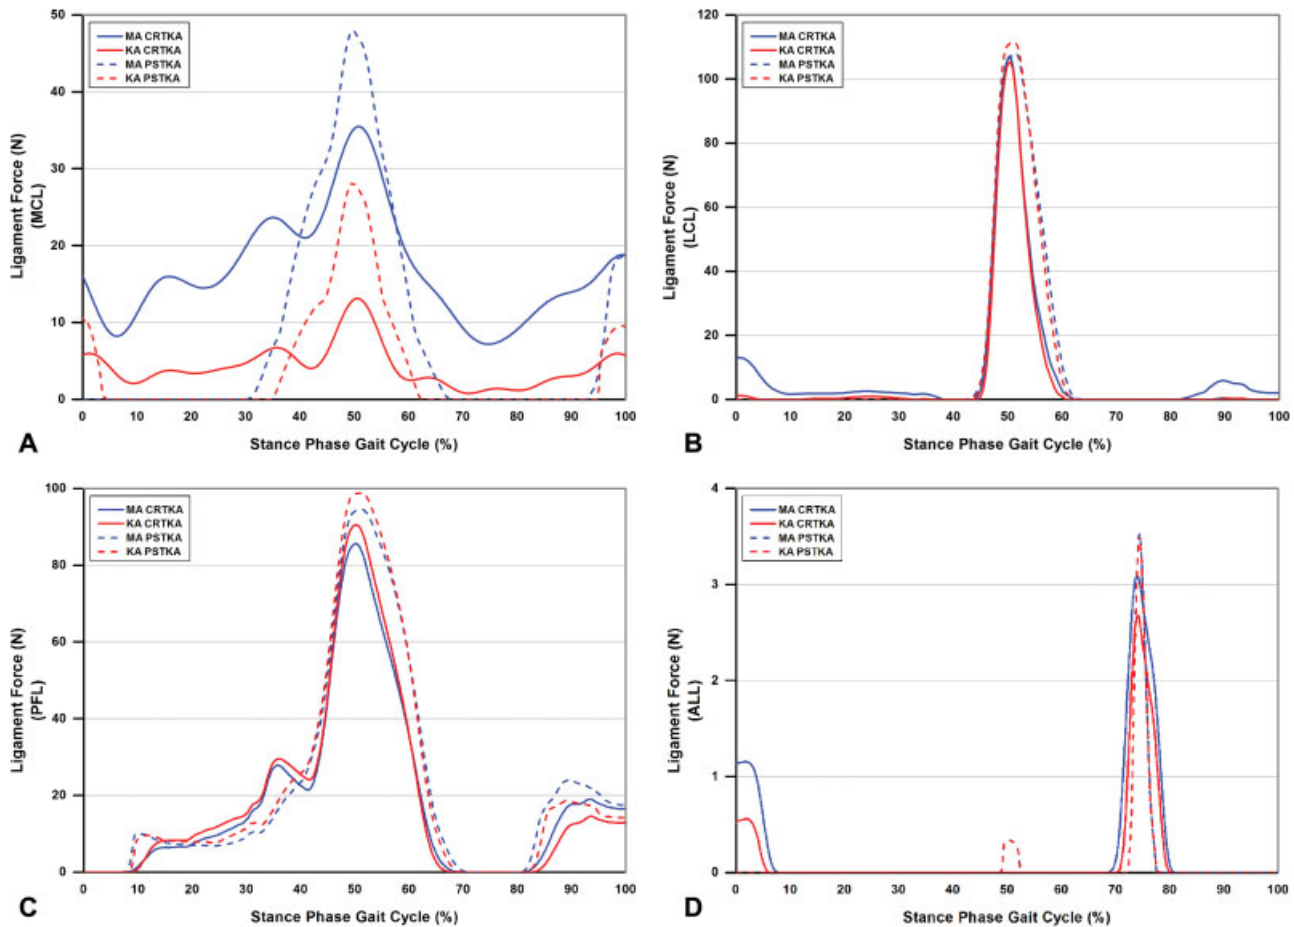 50
40
30
20
10
0
Ligament Force (N)
(MCL)
MA CRTKA
KA CRTKA
MA PSTKA
KA PSTKA
0 10 20 30 40 50 60 70 80 90 100
Stance Phase Gait Cycle (%)
A
120
100
80
60
40
20
0
Ligament Force (N)
(LCL)
MA CRTKA
KA CRTKA
MA PSTKA
KA PSTKA
0 10 20 30 40 50 60 70 80 90 100
Stance Phase Gait Cycle (%)
B
100
80
60
40
20
0
Ligament Force (N)
(PFL)
MA CRTKA
KA CRTKA
MA PSTKA
KA PSTKA
0 10 20 30 40 50 60 70 80 90 100
Stance Phase Gait Cycle (%)
C
4
3
2
1
0
Ligament Force (N)
(ALL)
MA CRTKA
KA CRTKA
MA PSTKA
KA PSTKA
0 10 20 30 40 50 60 70 80 90 100
Stance Phase Gait Cycle (%)
D